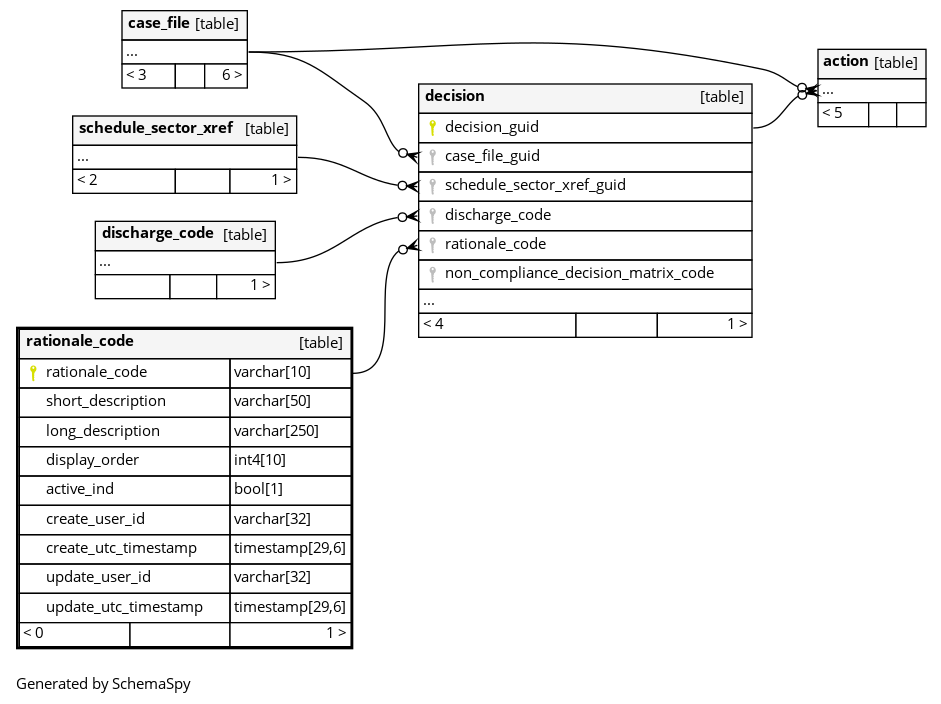 case_file [table]
...
< 3 6 >
action [table]
...
< 5
decision [table]
decision_guid
case_file_guid
schedule_sector_xref_guid
discharge_code
rationale_code
non_compliance_decision_matrix_code
...
< 4 1 >
schedule_sector_xref [table]
...
< 2 1 >
discharge_code [table]
...
1 >
rationale_code [table]
rationale_code varchar[10]
short_description varchar[50]
long_description varchar[250]
display_order int4[10]
active_ind bool[1]
create_user_id varchar[32]
create_utc_timestamp timestamp[29,6]
update_user_id varchar[32]
update_utc_timestamp timestamp[29,6]
< 0 1 >
Generated by SchemaSpy